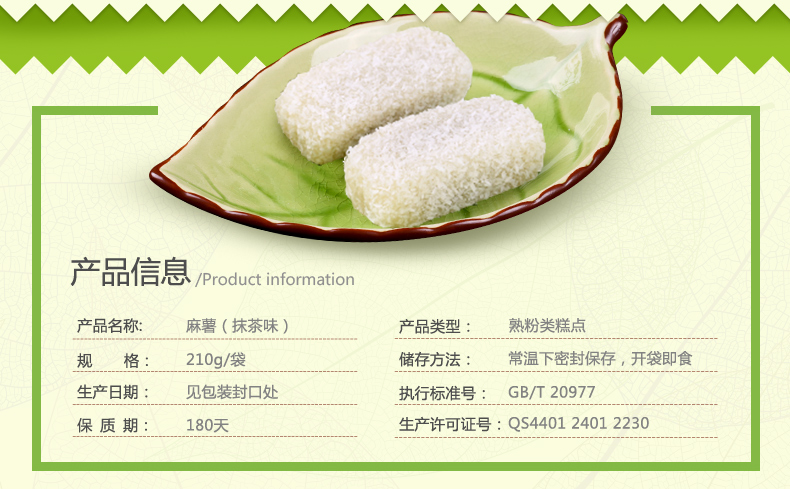 产品信息/Product information
产品名称: 麻薯（抹茶味）
产品类型： 熟粉类糕点
规 格： 210g/袋
储存方法： 常温下密封保存，开袋即食
生产日期： 见包装封口处
执行标准号： GB/T 20977
保 质 期： 180天
生产许可证号：QS4401 2401 2230